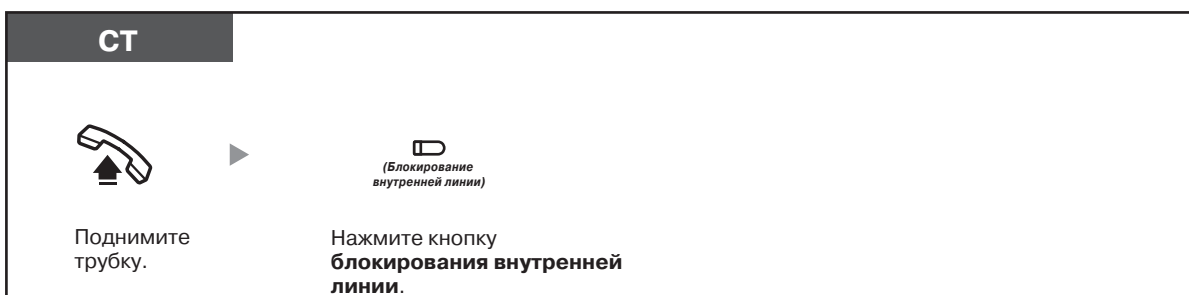 СТ
(Блокирование
внутренней линии)
Поднимите
трубку.
Нажмите кнопку
блокирования внутренней
линии.